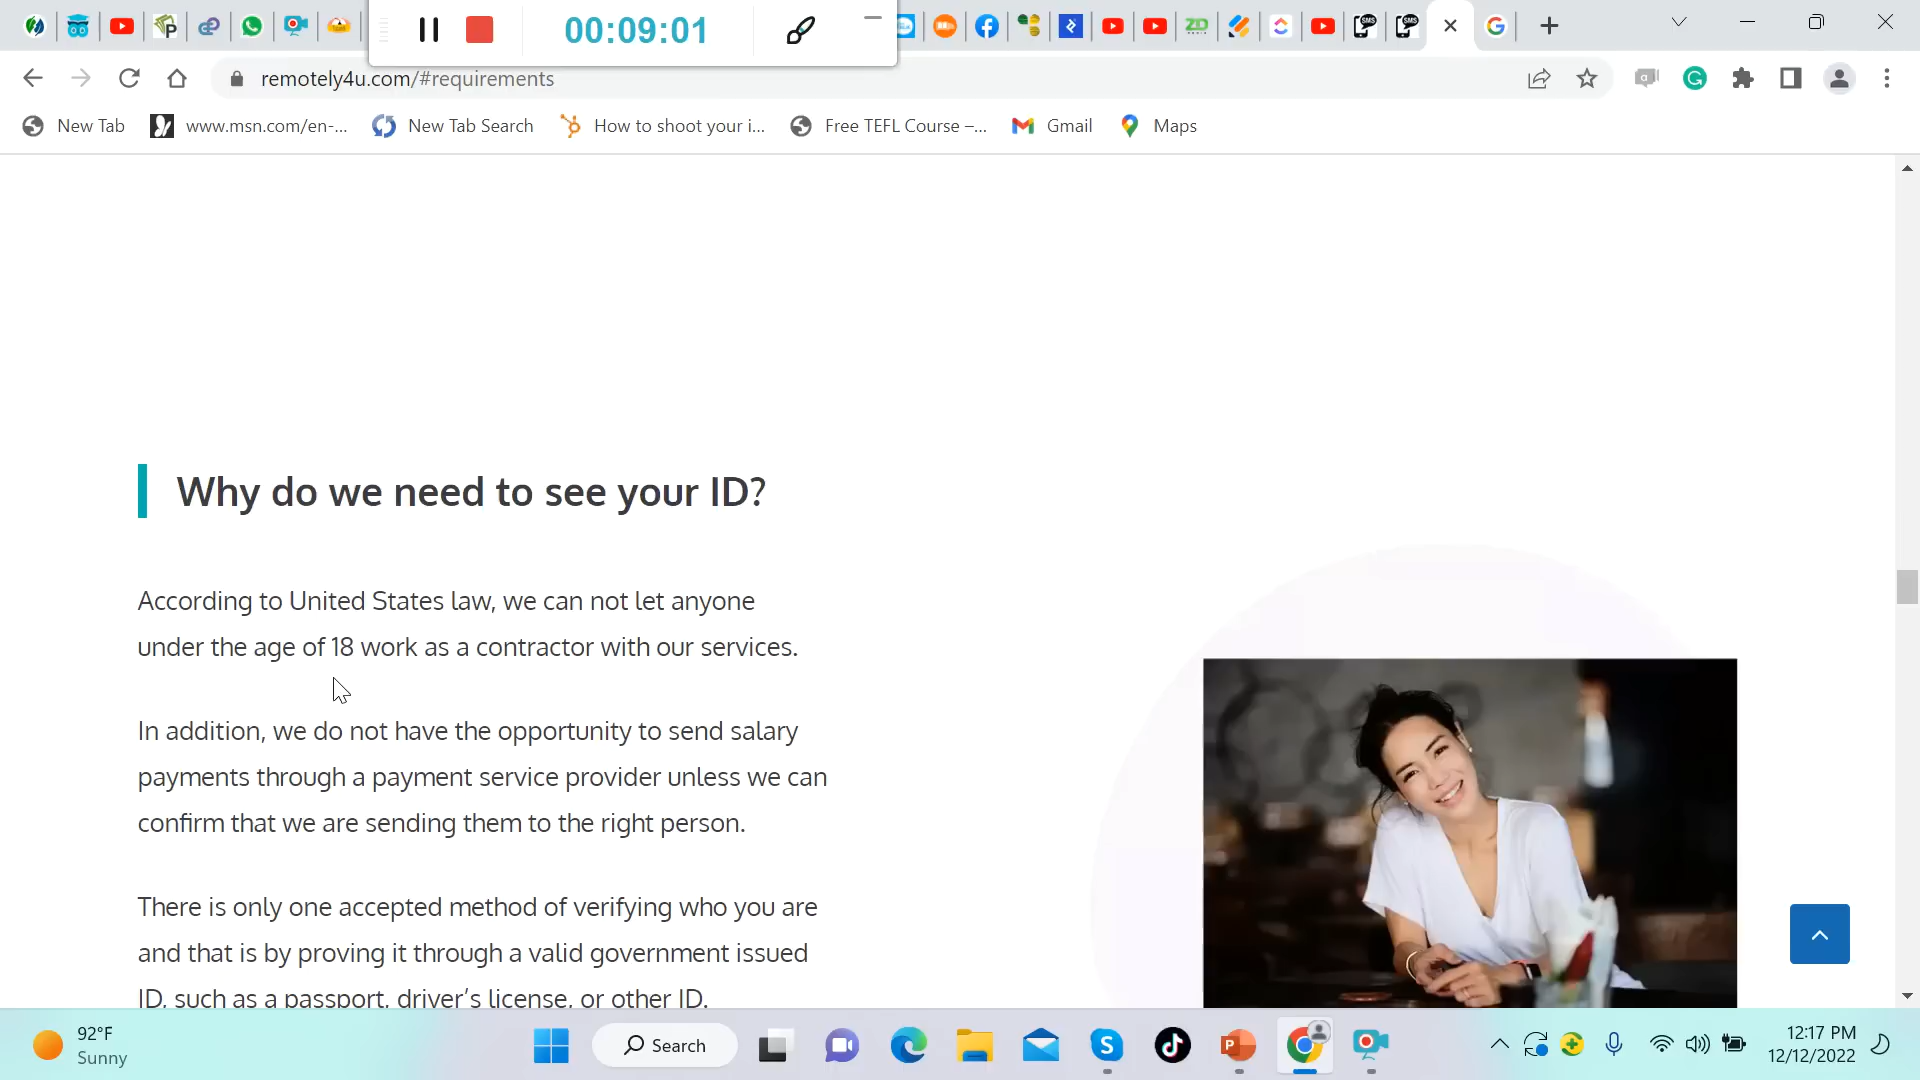 00:09:01
remotely4u.com/#requirements
New Tab
www.msn.com/en-...
New Tab Search
How to shoot your i...
Free TEFL Course –...
Gmail
Maps
Why do we need to see your ID?
According to United States law, we can not let anyone
under the age of 18 work as a contractor with our services.
In addition, we do not have the opportunity to send salary
payments through a payment service provider unless we can
confirm that we are sending them to the right person.
There is only one accepted method of verifying who you are
and that is by proving it through a valid government issued
ID, such as a passport, driver's license, or other ID.
92°F
Sunny
Search
12:17 PM
12/12/2022